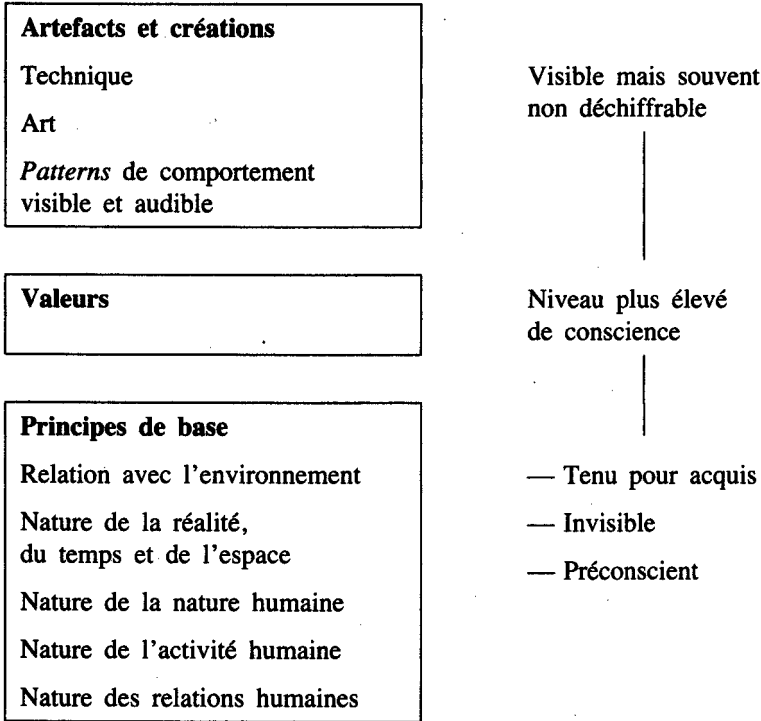 Artefacts et créations
Technique
Art
Patterns de comportement
visible et audible
Visible mais souvent
non déchiffrable
Valeurs
Niveau plus élevé
de conscience
Principes de base
Relation avec l'environnement
Nature de la réalité,
du temps et de l'espace
Nature de la nature humaine
Nature de l'activité humaine
Nature des relations humaines
— Tenu pour acquis
— Invisible
— Préconscient